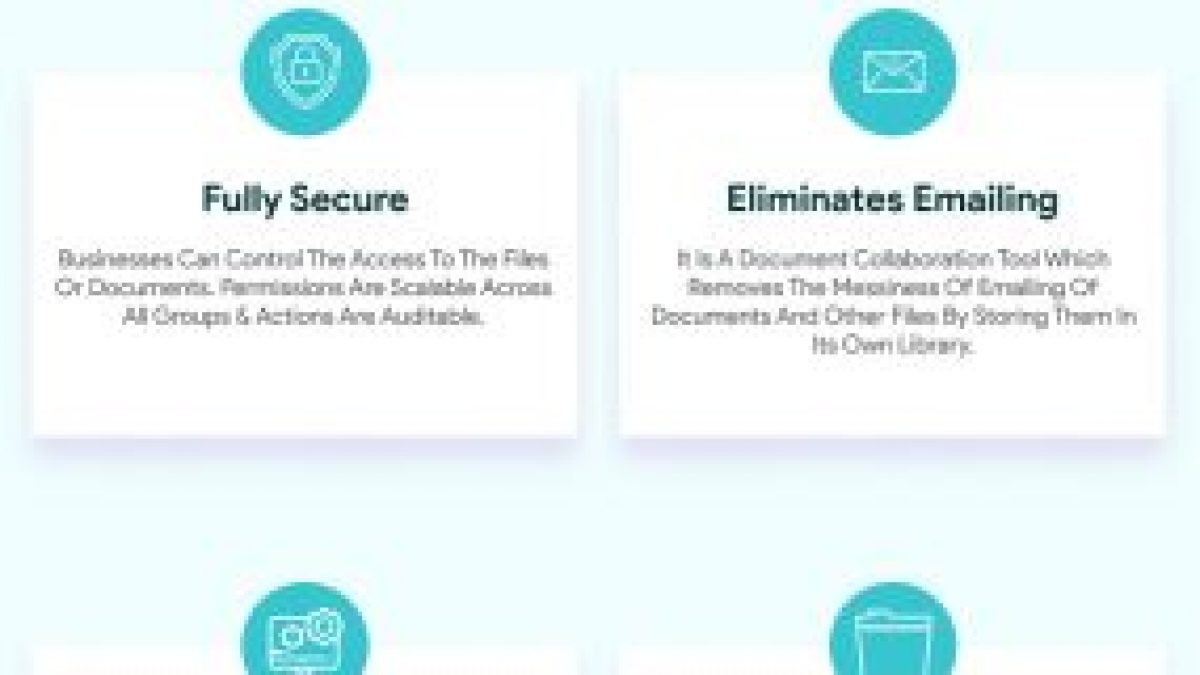 Fully Secure
Businesses Can Control The Access To The Files
Or Documents. Permissions Are Scalable Across
All Groups & Actions Are Auditable.
Eliminates Emailing
It Is A Document Collaboration Tool Which
Removes The Messiness Of Emailing Of
Documents And Other Files By Storing Them In
Its Own Library.